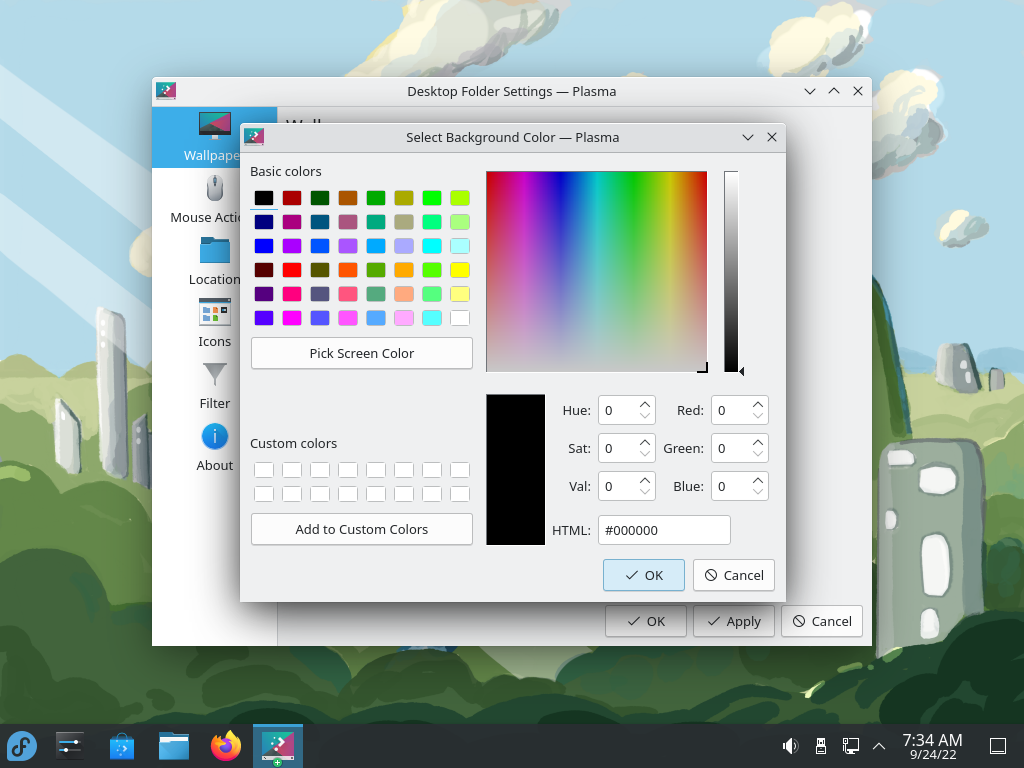 Desktop Folder Settings — Plasma
Wallpape
Mouse Acti
Location
Icons
Filter
About
Select Background Color — Plasma
Basic colors
Pick Screen Color
Custom colors
Add to Custom Colors
Hue: 0 Red: 0
Sat: 0 Green: 0
Val: 0 Blue: 0
HTML: #000000
OK Cancel
OK Apply Cancel
7:34 AM
9/24/22